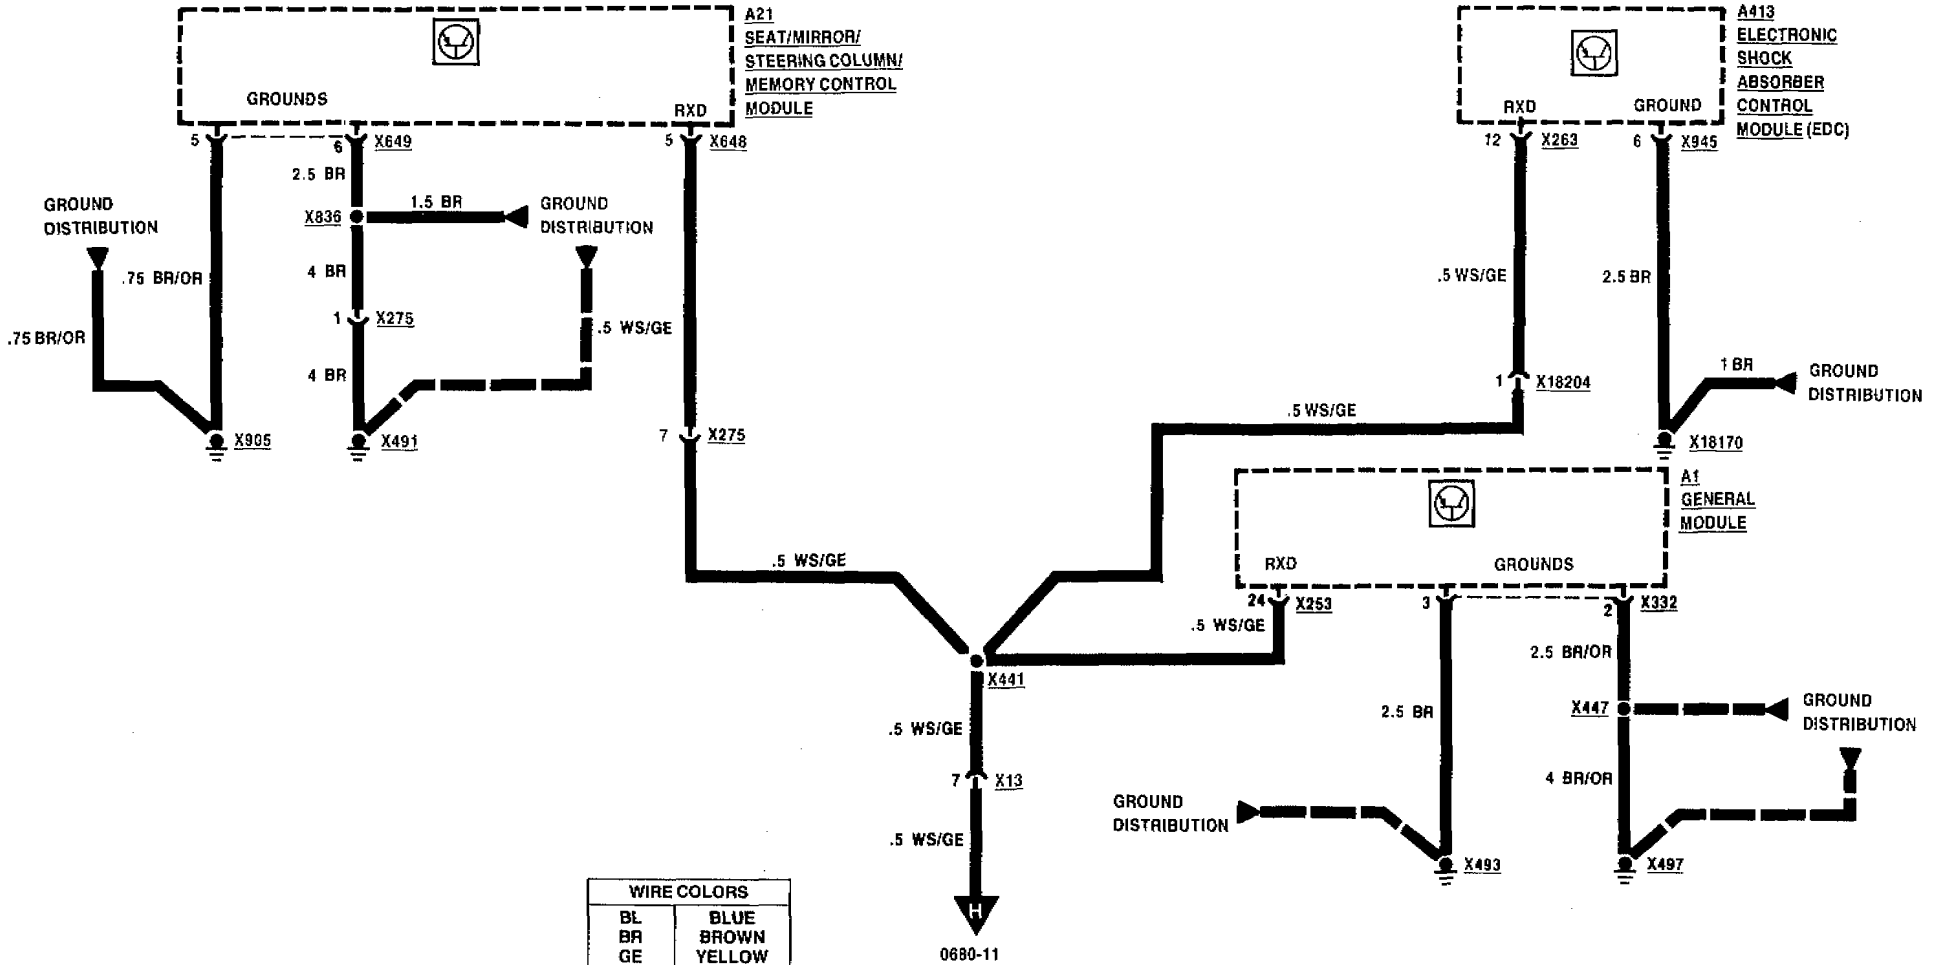 A21
SEAT/MIRROR/
STEERING COLUMN/
MEMORY CONTROL
MODULE
GROUNDS
RXD
5
6
X649
5
X648
A413
ELECTRONIC
SHOCK
ABSORBER
CONTROL
MODULE (EDC)
RXD
GROUND
12
X263
6
X945
2.5 BR
GROUND
DISTRIBUTION
X836
1.5 BR
GROUND
DISTRIBUTION
.75 BR/OR
4 BR
.5 WS/GE
2.5 BR
1
X275
.5 WS/GE
.75 BR/OR
4 BR
1
X18204
1 BR
GROUND
DISTRIBUTION
.5 WS/GE
X905
X491
7
X275
X18170
A1
GENERAL
MODULE
RXD
GROUNDS
.5 WS/GE
24
X253
3
2
X332
.5 WS/GE
X441
2.5 BR/OR
2.5 BR
X447
GROUND
DISTRIBUTION
.5 WS/GE
7
X13
4 BR/OR
GROUND
DISTRIBUTION
.5 WS/GE
X493
X497
H
0680-11
WIRE COLORS
BL BLUE
BR BROWN
GE YELLOW